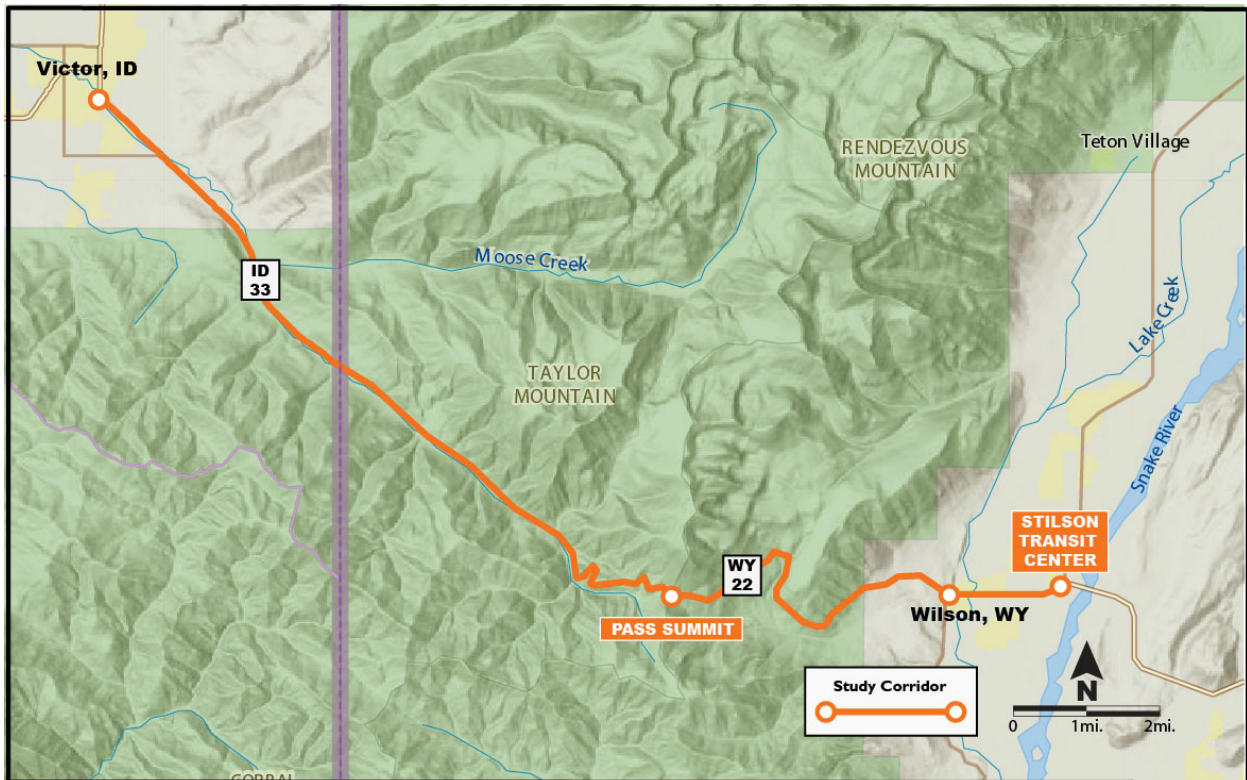 Victor, ID
Teton Village
RENDEZVOUS
MOUNTAIN
Moose Creek
ID
33
Lake Creek
TAYLOR
MOUNTAIN
Snake River
STILSON
TRANSIT
CENTER
WY
22
PASS SUMMIT
Wilson, WY
Study Corridor
N
0 1mi. 2mi.